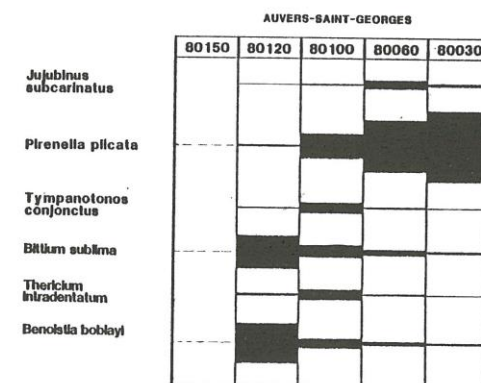 AUVERS-SAINT-GEORGES
80150 80120 80100 80060 80030
Jujubinus
subcarinatus
Pirenella plicata
Tympanotonos
conjonctus
Bittium sublima
Thericium
intradentatum
Benoistia boblayi